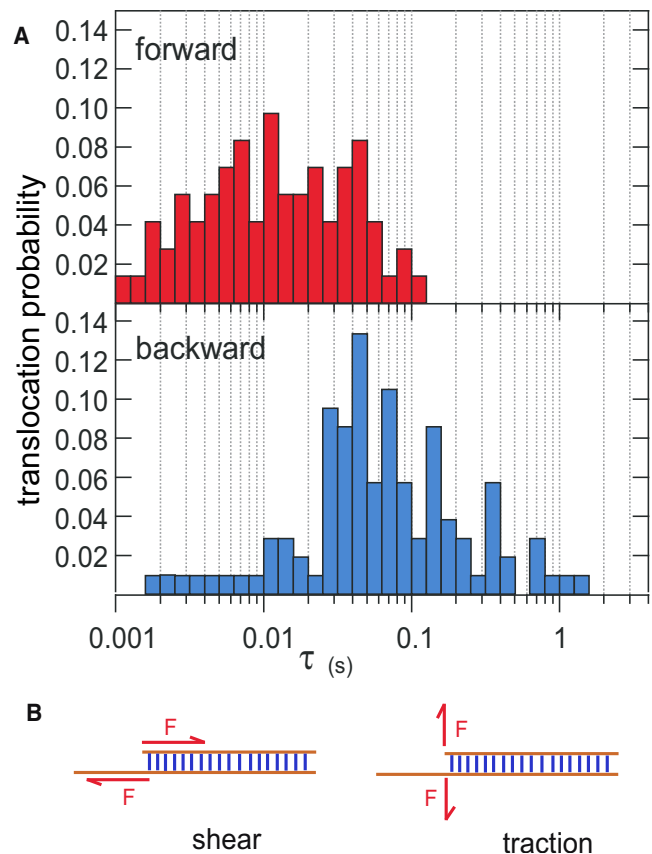 A
translocation probability
0.14
0.12
0.10
0.08
0.06
0.04
0.02
forward
0.14
0.12
0.10
0.08
0.06
0.04
0.02
backward
0.001 0.01 0.1 1
τ (s)
B
F
F
shear
F
F
traction